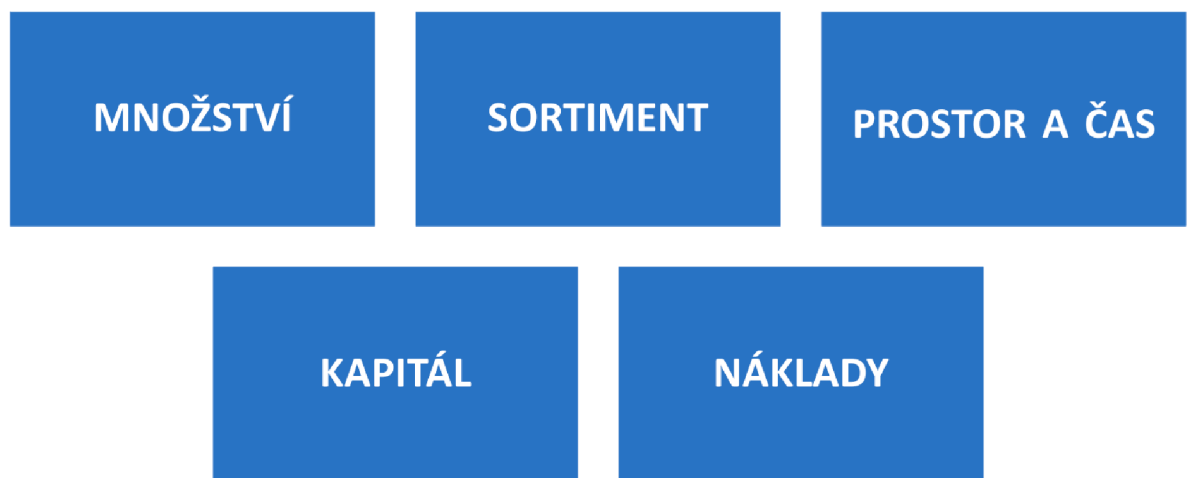 MNOŽSTVÍ
SORTIMENT
PROSTOR A ČAS
KAPITÁL
NÁKLADY